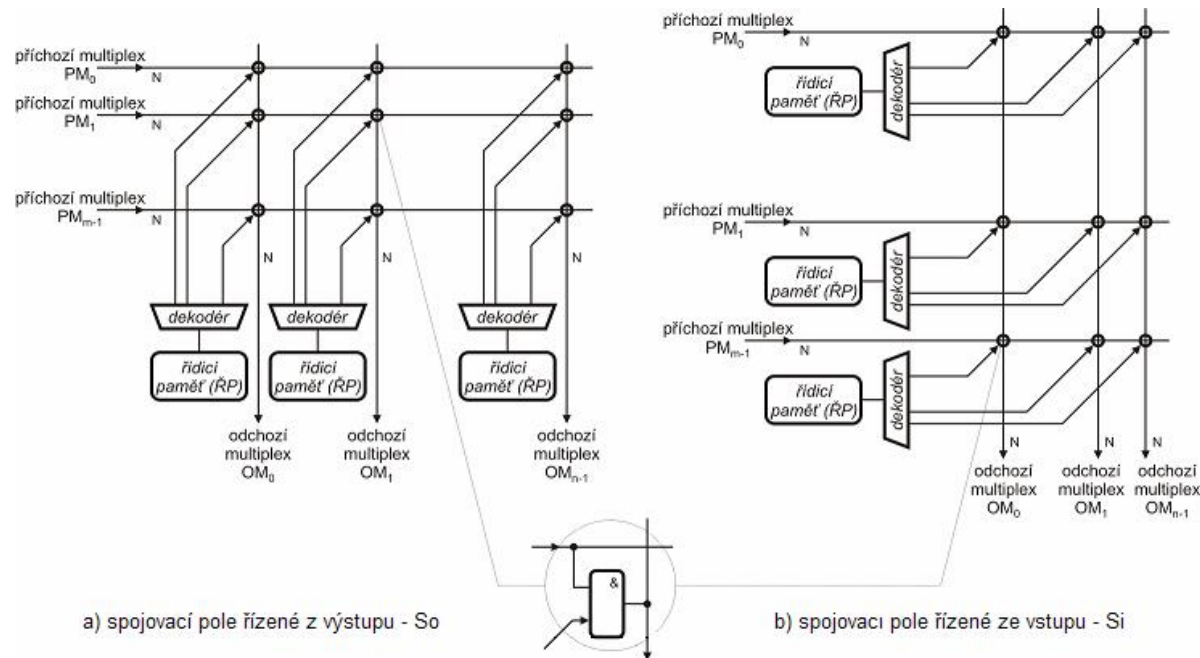 příchozí multiplex
PM0
N
příchozí multiplex
PM1
N
příchozí multiplex
PMm-1
N
N
N
N
dekodér
dekodér
dekodér
řídicí
paměť (ŘP)
řídicí
paměť (ŘP)
řídicí
paměť (ŘP)
odchozí
multiplex
OM0
odchozí
multiplex
OM1
odchozí
multiplex
OMn-1
a) spojovací pole řízené z výstupu - So
&
příchozí multiplex
PM0
N
řídicí
paměť (ŘP)
dekodér
příchozí multiplex
PM1
N
řídicí
paměť (ŘP)
dekodér
příchozí multiplex
PMm-1
N
řídicí
paměť (ŘP)
dekodér
N
N
N
odchozí
multiplex
OM0
odchozí
multiplex
OM1
odchozí
multiplex
OMn-1
b) spojovacı pole řízené ze vstupu - Si